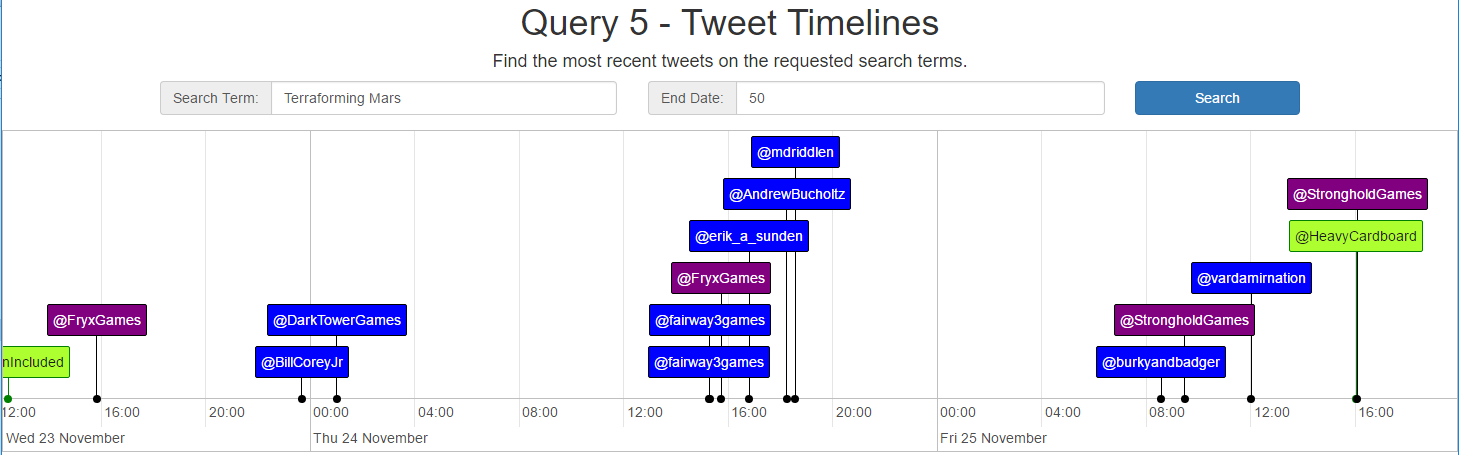 Query 5 - Tweet Timelines
Find the most recent tweets on the requested search terms.
Search Term: Terraforming Mars End Date: 50 Search
@mdriddlen
@AndrewBucholtz @StrongholdGames
@erik_a_sunden @HeavyCardboard
@FryxGames @vardamirnation
@FryxGames @DarkTowerGames @fairway3games @StrongholdGames
nIncluded @BillCoreyJr @fairway3games @burkyandbadger
12:00 16:00 20:00 00:00 04:00 08:00 12:00 16:00 20:00 00:00 04:00 08:00 12:00 16:00
Wed 23 November Thu 24 November Fri 25 November